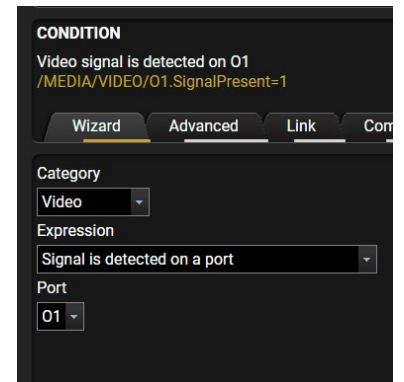 CONDITION
Video signal is detected on O1
/MEDIA/VIDEO/O1.SignalPresent=1
Wizard Advanced Link
Category
Video
Expression
Signal is detected on a port
Port
O1